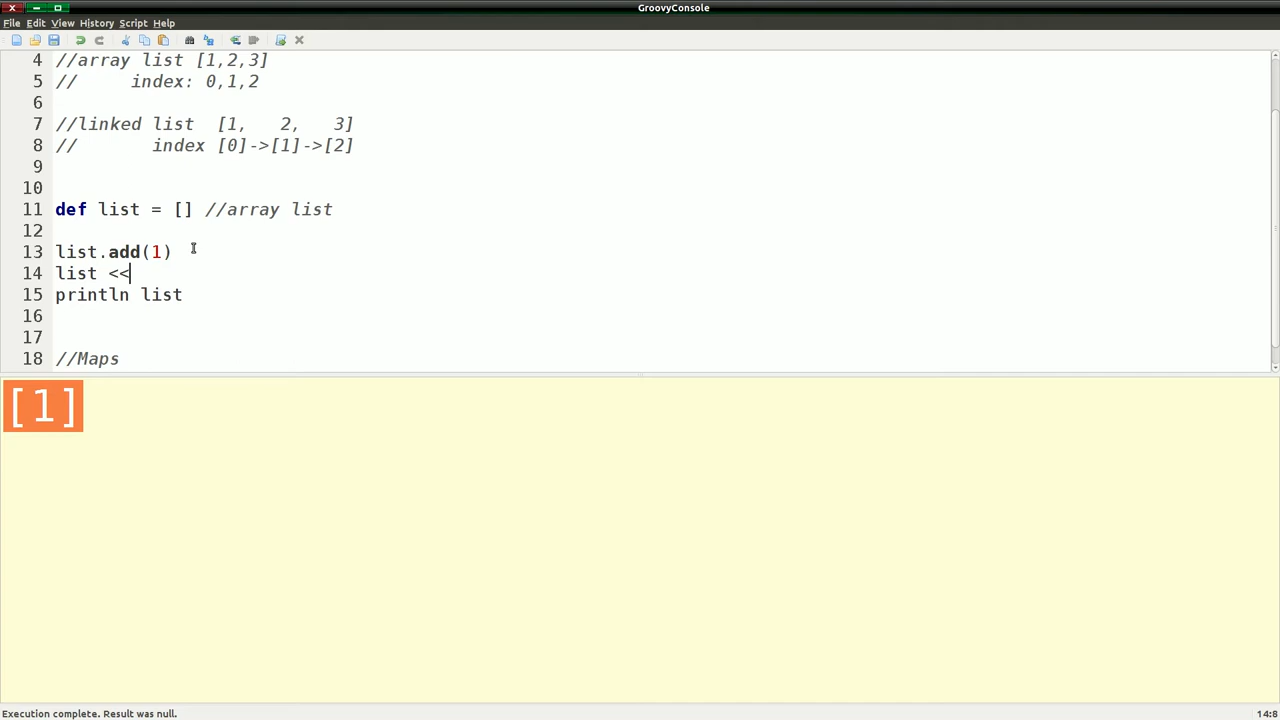 GroovyConsole
File Edit View History Script Help
4 //array list [1,2,3]
5 //     index: 0,1,2
6
7 //linked list  [1,   2,   3]
8 //       index [0]->[1]->[2]
9
10
11 def list = [] //array list
12
13 list.add(1)
14 list <<
15 println list
16
17
18 //Maps
[1]
Execution complete. Result was null.
14:8